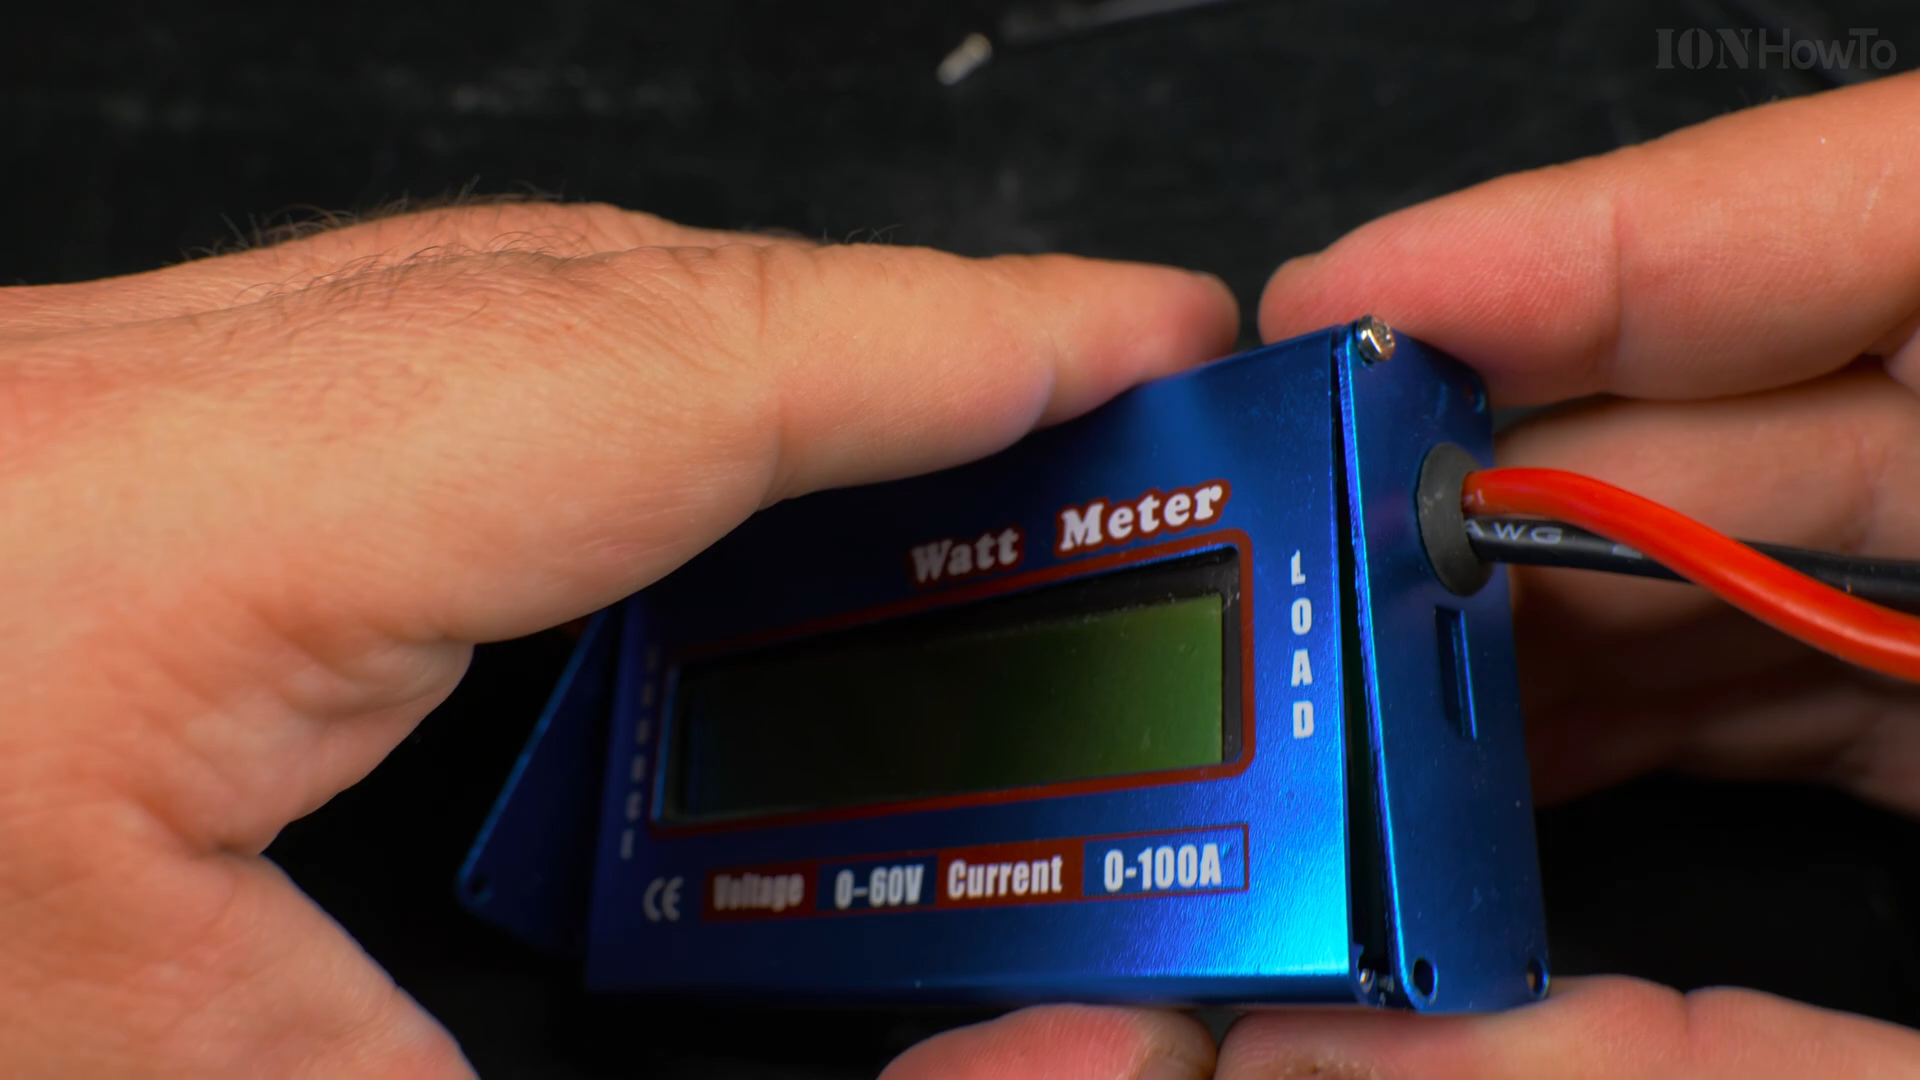 IONHowTo
Watt Meter
LOAD
AWG
CE
Voltage 0-60V Current 0-100A